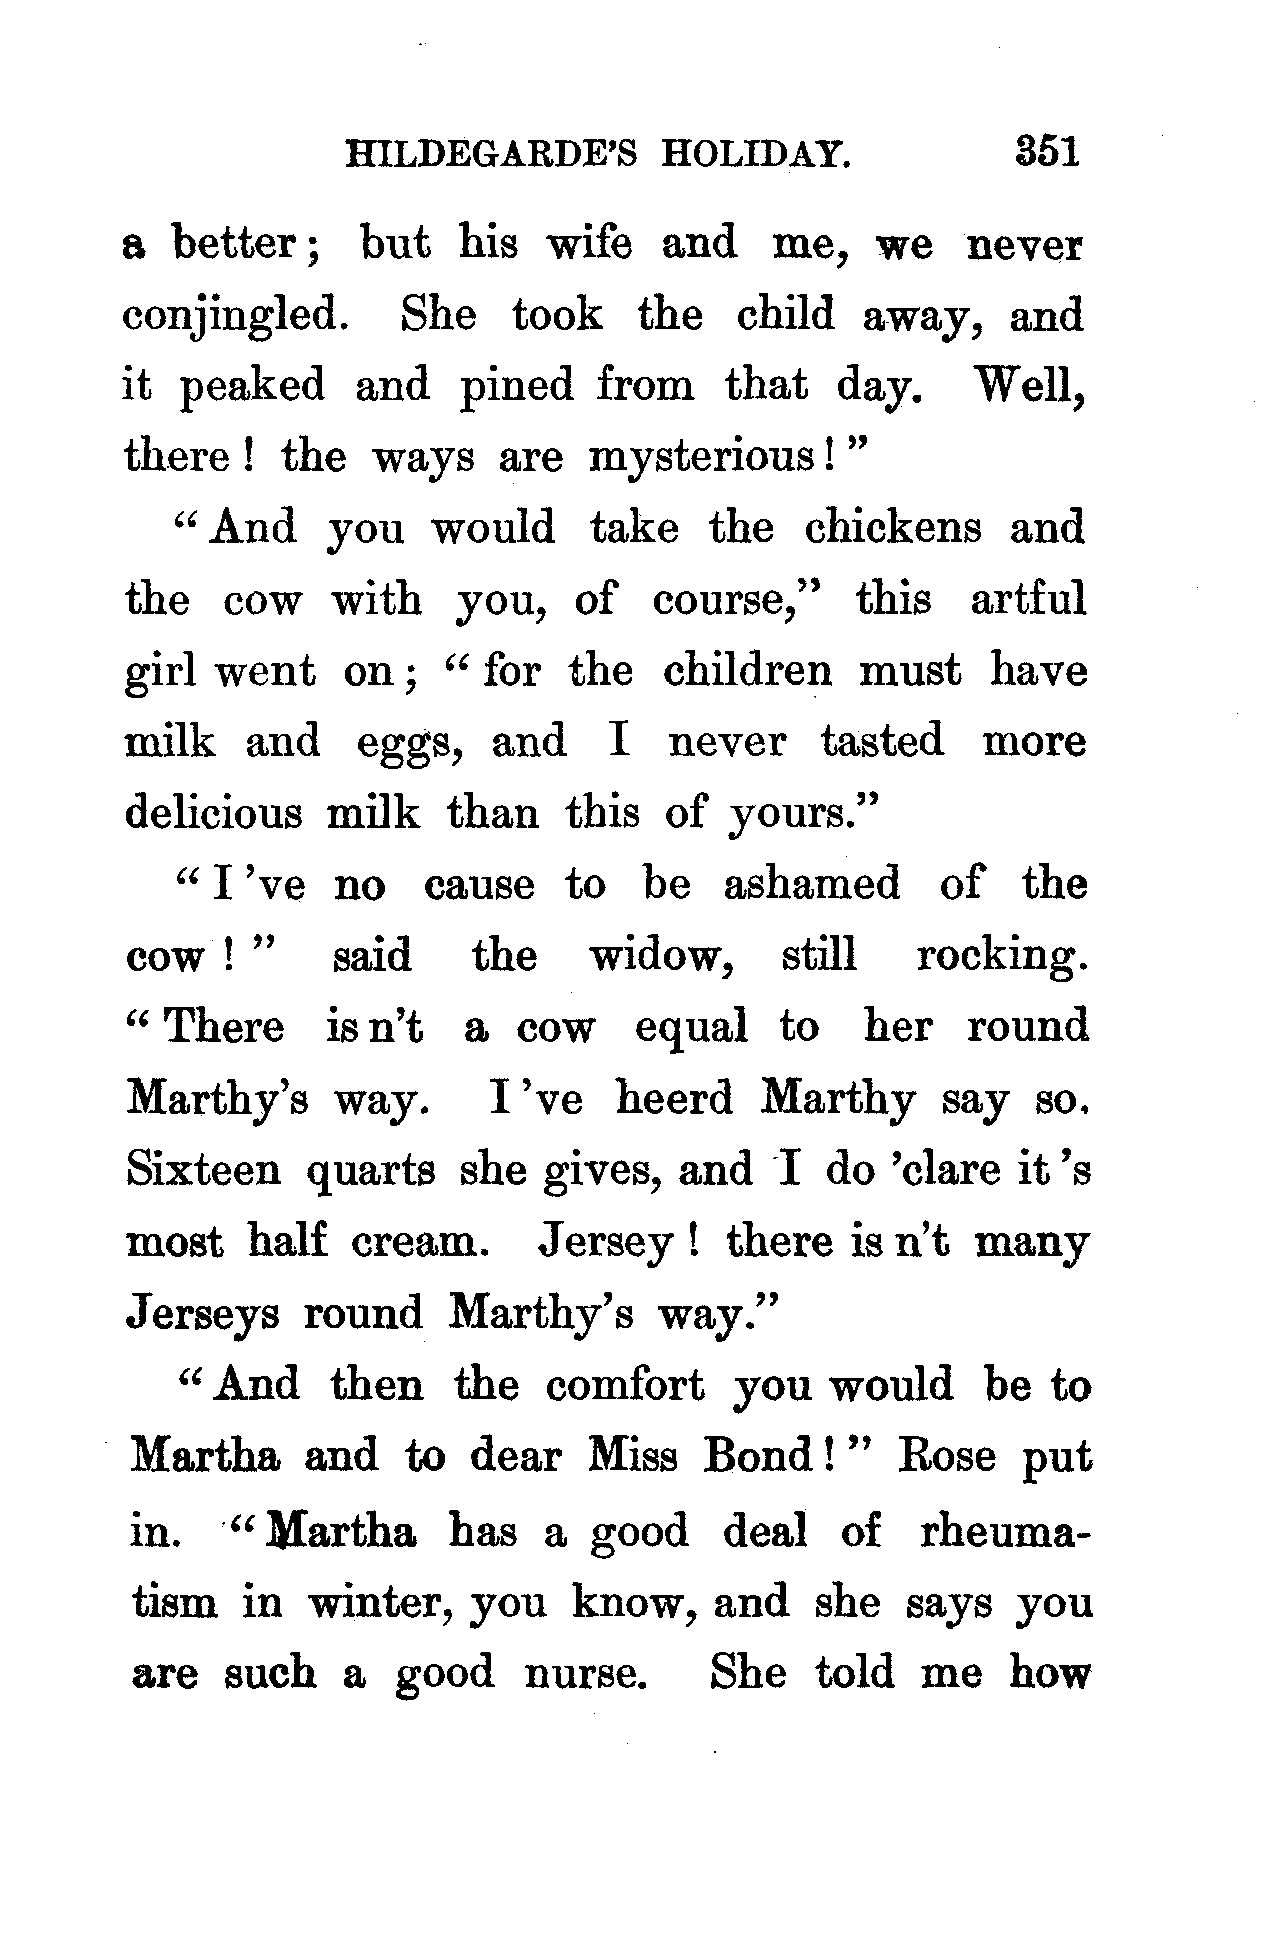 HILDEGARDE'S HOLIDAY. 351
a better; but his wife and me, we never
conjingled. She took the child away, and
it peaked and pined from that day. Well,
there! the ways are mysterious!"
"And you would take the chickens and
the cow with you, of course," this artful
girl went on; "for the children must have
milk and eggs, and I never tasted more
delicious milk than this of yours."
"I 've no cause to be ashamed of the
cow!" said the widow, still rocking.
"There is n't a cow equal to her round
Marthy's way. I 've heerd Marthy say so.
Sixteen quarts she gives, and I do 'clare it 's
most half cream. Jersey! there is n't many
Jerseys round Marthy's way."
"And then the comfort you would be to
Martha and to dear Miss Bond!" Rose put
in. "Martha has a good deal of rheuma-
tism in winter, you know, and she says you
are such a good nurse. She told me how